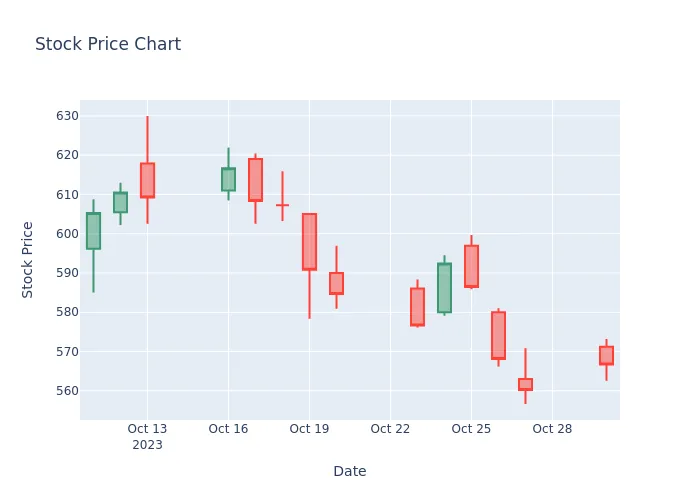 Stock Price Chart
Stock Price
630
620
610
600
590
580
570
560
Oct 13
2023
Oct 16
Oct 19
Oct 22
Oct 25
Oct 28
Date